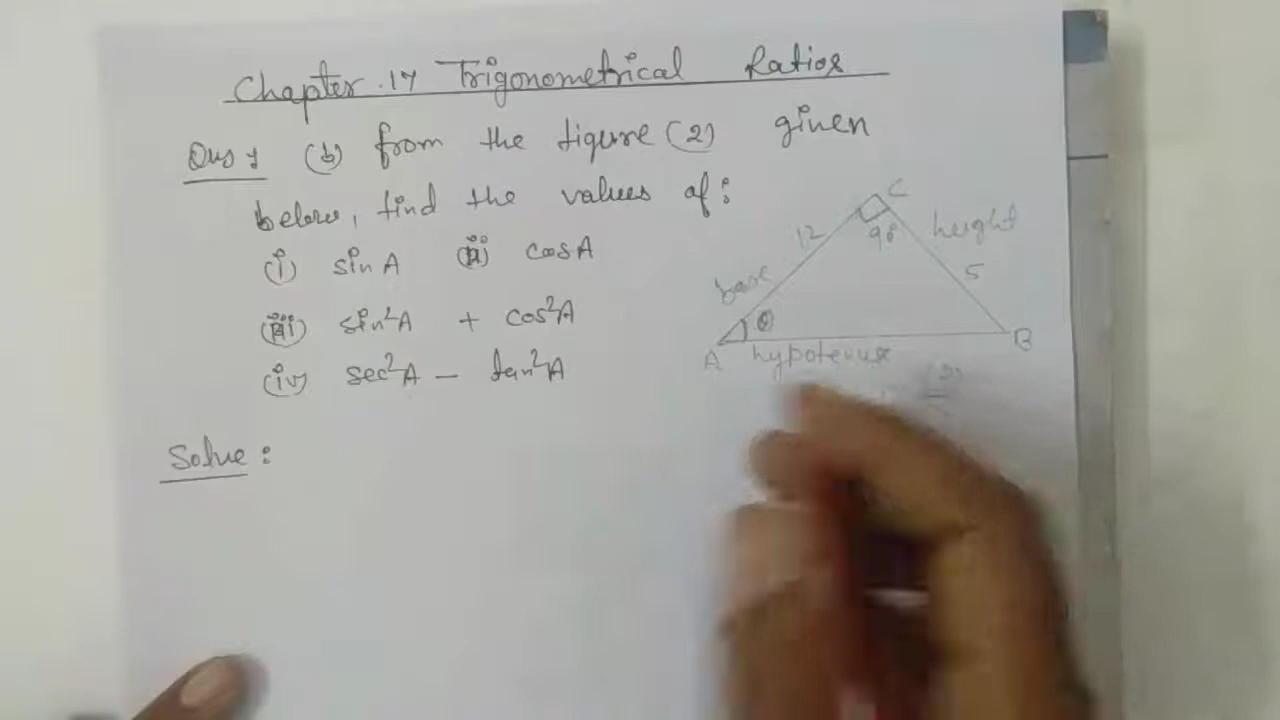 Chapter.17 Trigonometrical Ratios
Qus 1 (b) from the figure (2) given
below, find the values of:
(i) sin A (ii) cos A
(iii) sin²A + cos²A
(iv) sec²A - tan²A
Solve:
C
12 90 height
base 5
θ
A hypotenuse B
(2)